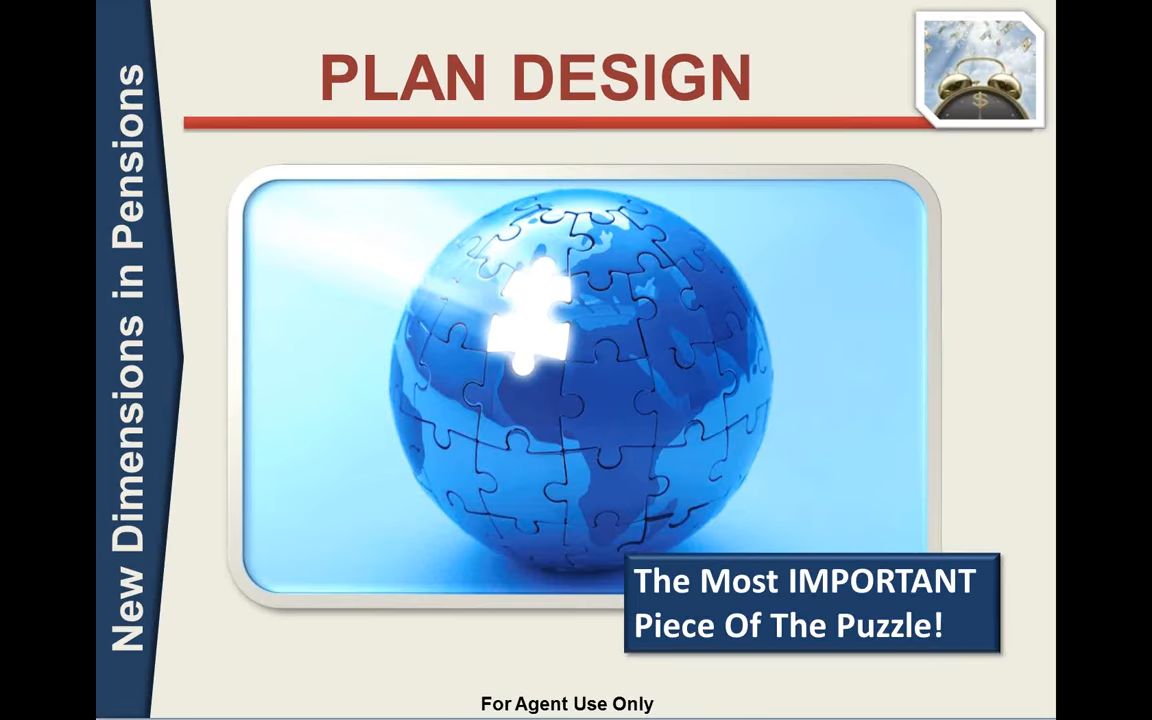 PLAN DESIGN
New Dimensions in Pensions
$
The Most IMPORTANT
Piece Of The Puzzle!
For Agent Use Only